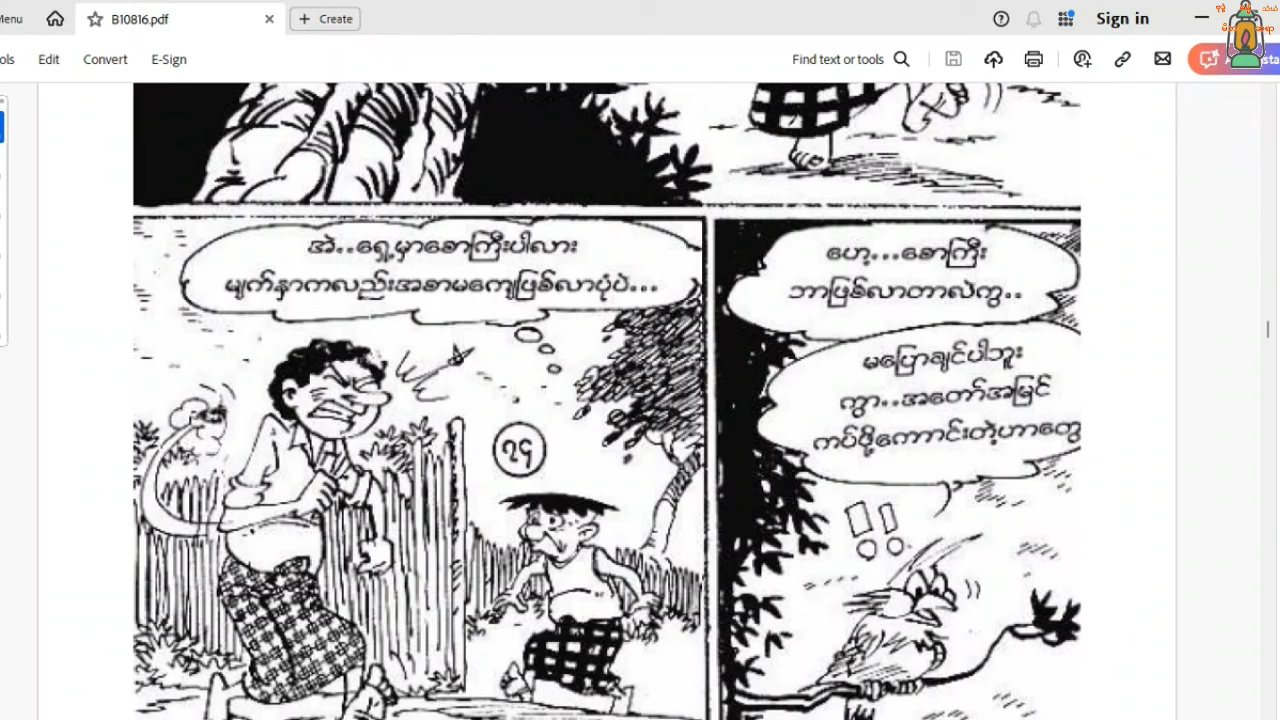 Menu
B10816.pdf
Create
Sign in
ols
Edit
Convert
E-Sign
Find text or tools
အဲ..ရှေ့မှာခေါကြီးပါလား
မျက်နှာကလည်းအစာမကျေဖြစ်လာပုံပဲ...
ဟေ့...ခေါကြီး
ဘာဖြစ်လာတာလဲကွ..
မပြောချင်ပါဘူး
ကွာ..အတော်အမြင်
ကပ်ဖို့ကောင်းတဲ့ဟာတွေ
၇၄
!!